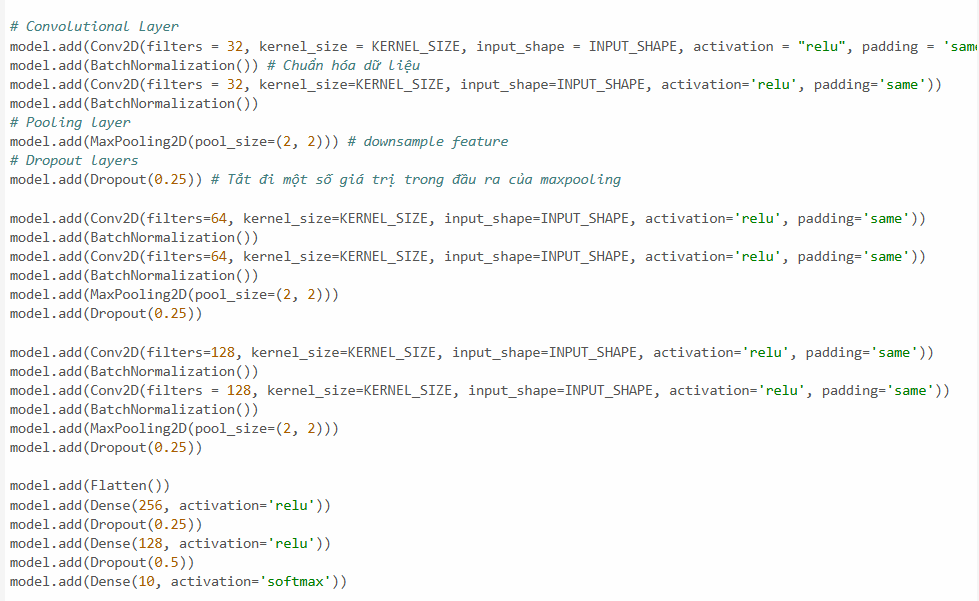 # Convolutional Layer
model.add(Conv2D(filters = 32, kernel_size = KERNEL_SIZE, input_shape = INPUT_SHAPE, activation = "relu", padding = 'same
model.add(BatchNormalization()) # Chuẩn hóa dữ liệu
model.add(Conv2D(filters = 32, kernel_size=KERNEL_SIZE, input_shape=INPUT_SHAPE, activation='relu', padding='same'))
model.add(BatchNormalization())
# Pooling layer
model.add(MaxPooling2D(pool_size=(2, 2))) # downsample feature
# Dropout layers
model.add(Dropout(0.25)) # Tắt đi một số giá trị trong đầu ra của maxpooling
model.add(Conv2D(filters=64, kernel_size=KERNEL_SIZE, input_shape=INPUT_SHAPE, activation='relu', padding='same'))
model.add(BatchNormalization())
model.add(Conv2D(filters=64, kernel_size=KERNEL_SIZE, input_shape=INPUT_SHAPE, activation='relu', padding='same'))
model.add(BatchNormalization())
model.add(MaxPooling2D(pool_size=(2, 2)))
model.add(Dropout(0.25))
model.add(Conv2D(filters=128, kernel_size=KERNEL_SIZE, input_shape=INPUT_SHAPE, activation='relu', padding='same'))
model.add(BatchNormalization())
model.add(Conv2D(filters = 128, kernel_size=KERNEL_SIZE, input_shape=INPUT_SHAPE, activation='relu', padding='same'))
model.add(BatchNormalization())
model.add(MaxPooling2D(pool_size=(2, 2)))
model.add(Dropout(0.25))
model.add(Flatten())
model.add(Dense(256, activation='relu'))
model.add(Dropout(0.25))
model.add(Dense(128, activation='relu'))
model.add(Dropout(0.5))
model.add(Dense(10, activation='softmax'))